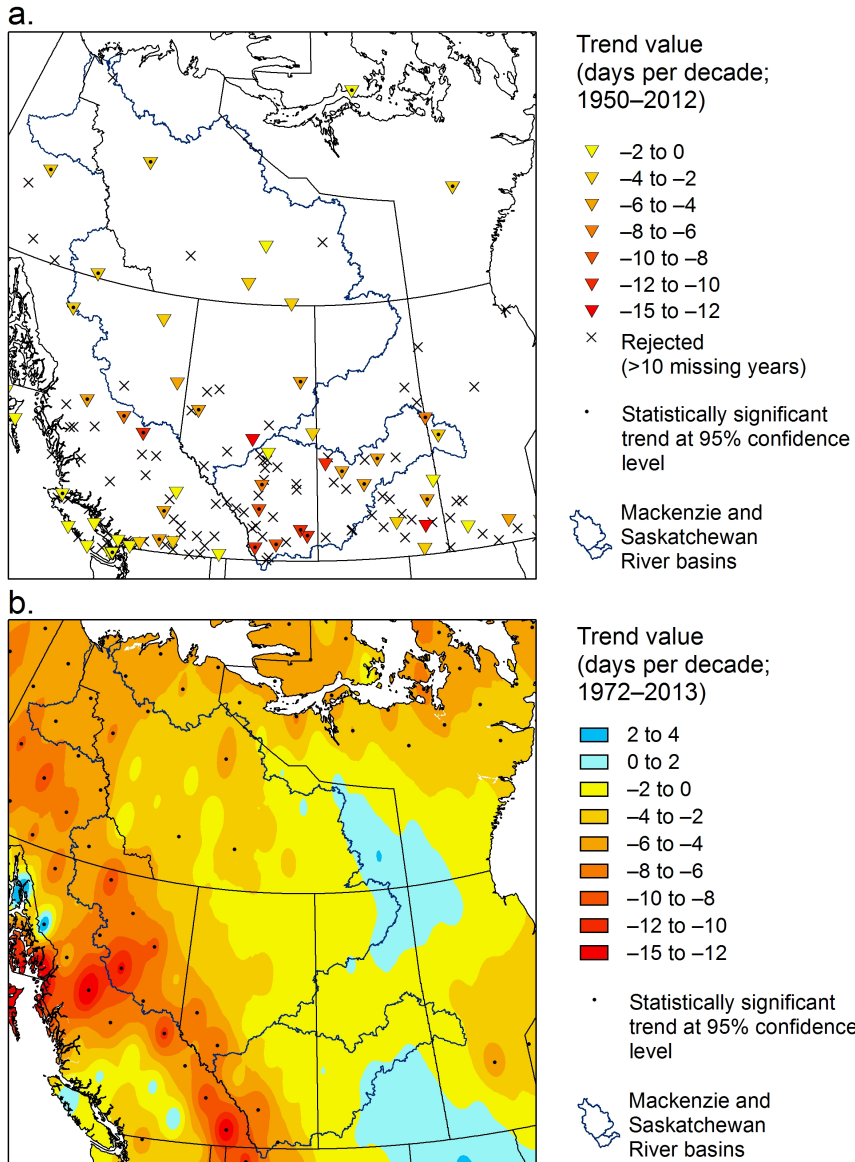 a.
Trend value
(days per decade;
1950–2012)
–2 to 0
–4 to –2
–6 to –4
–8 to –6
–10 to –8
–12 to –10
–15 to –12
Rejected
(>10 missing years)
Statistically significant
trend at 95% confidence
level
Mackenzie and
Saskatchewan
River basins
b.
Trend value
(days per decade;
1972–2013)
2 to 4
0 to 2
–2 to 0
–4 to –2
–6 to –4
–8 to –6
–10 to –8
–12 to –10
–15 to –12
Statistically significant
trend at 95% confidence
level
Mackenzie and
Saskatchewan
River basins